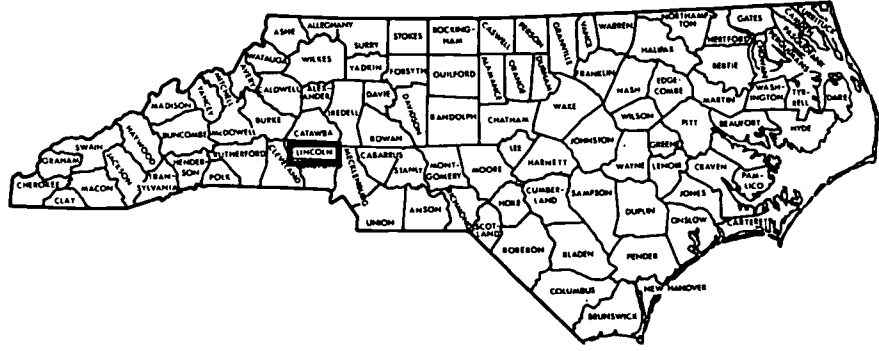 ASHE
ALLEGHANY
SURRY
STOKES
ROCKING-
HAM
CASWELL
PERSON
GRANVILLE
VANCE
WARREN
NORTHAMP-
TON
GATES
CURRITUCK
CAMDEN
PASQUOTANK
PERQUIMANS
CHOWAN
HERTFORD
HALIFAX
BERTIE
WATAUGA
WILKES
YADKIN
FORSYTH
GUILFORD
ALAMANCE
ORANGE
DURHAM
FRANKLIN
NASH
EDGE-
COMBE
MARTIN
WASH-
INGTON
TYR-
RELL
DARE
MITCHELL
AVERY
CALDWELL
ALEX-
ANDER
IREDELL
DAVIE
DAVIDSON
RANDOLPH
CHATHAM
WAKE
WILSON
PITT
BEAUFORT
HYDE
MADISON
YANCEY
BURKE
CATAWBA
ROWAN
JOHNSTON
GREENE
SWAIN
HAYWOOD
BUNCOMBE
McDOWELL
LINCOLN
LEE
HARNETT
WAYNE
LENOIR
CRAVEN
PAM-
LICO
GRAHAM
JACKSON
HENDER-
SON
RUTHERFORD
CLEVELAND
MECKLENBURG
CABARRUS
STANLY
MONT-
GOMERY
MOORE
CHEROKEE
CLAY
MACON
TRAN-
SYLVANIA
POLK
UNION
ANSON
RICHMOND
HOKE
SCOT-
LAND
CUMBER-
LAND
SAMPSON
DUPLIN
JONES
ONSLOW
CARTERET
ROBESON
BLADEN
PENDER
COLUMBUS
NEW HANOVER
BRUNSWICK